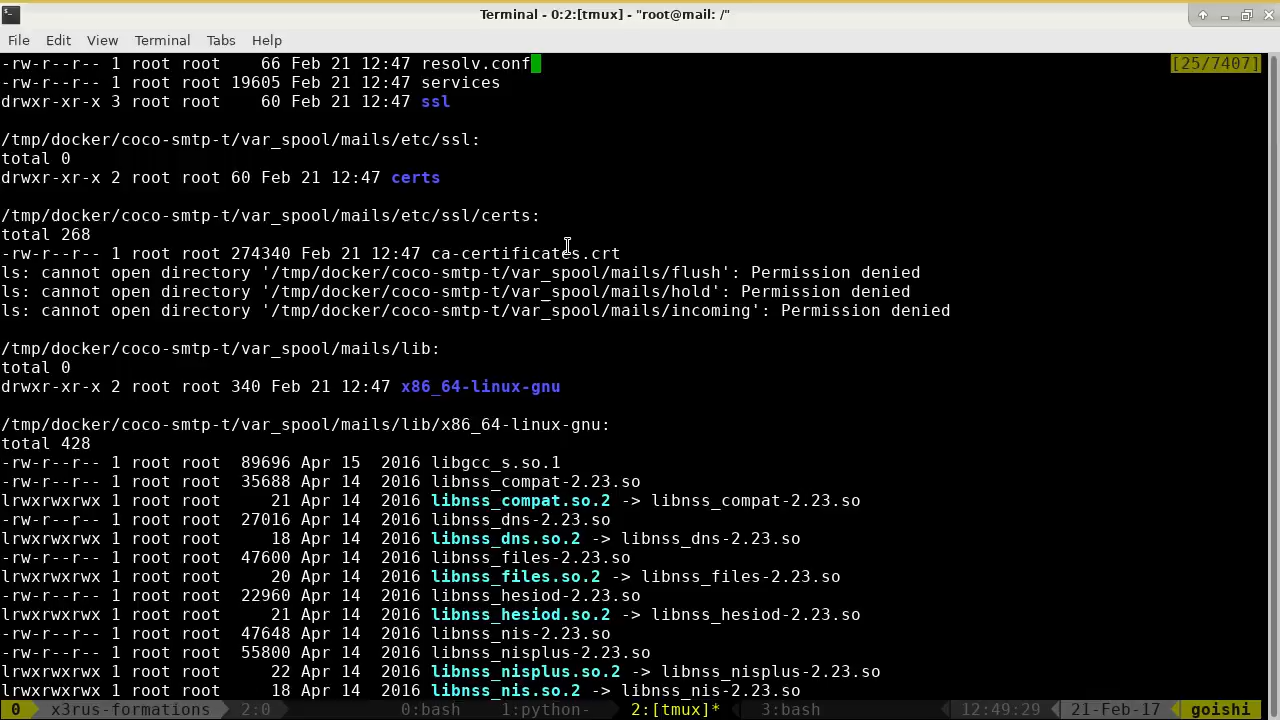 Terminal - 0:2:[tmux] - "root@mail: /"
File Edit View Terminal Tabs Help
-rw-r--r-- 1 root root    66 Feb 21 12:47 resolv.conf [25/7407]
-rw-r--r-- 1 root root 19605 Feb 21 12:47 services
drwxr-xr-x 3 root root    60 Feb 21 12:47 ssl
/tmp/docker/coco-smtp-t/var_spool/mails/etc/ssl:
total 0
drwxr-xr-x 2 root root 60 Feb 21 12:47 certs
/tmp/docker/coco-smtp-t/var_spool/mails/etc/ssl/certs:
total 268
-rw-r--r-- 1 root root 274340 Feb 21 12:47 ca-certificates.crt
ls: cannot open directory '/tmp/docker/coco-smtp-t/var_spool/mails/flush': Permission denied
ls: cannot open directory '/tmp/docker/coco-smtp-t/var_spool/mails/hold': Permission denied
ls: cannot open directory '/tmp/docker/coco-smtp-t/var_spool/mails/incoming': Permission denied
/tmp/docker/coco-smtp-t/var_spool/mails/lib:
total 0
drwxr-xr-x 2 root root 340 Feb 21 12:47 x86_64-linux-gnu
/tmp/docker/coco-smtp-t/var_spool/mails/lib/x86_64-linux-gnu:
total 428
-rw-r--r-- 1 root root  89696 Apr 15  2016 libgcc_s.so.1
-rw-r--r-- 1 root root  35688 Apr 14  2016 libnss_compat-2.23.so
lrwxrwxrwx 1 root root     21 Apr 14  2016 libnss_compat.so.2 -> libnss_compat-2.23.so
-rw-r--r-- 1 root root  27016 Apr 14  2016 libnss_dns-2.23.so
lrwxrwxrwx 1 root root     18 Apr 14  2016 libnss_dns.so.2 -> libnss_dns-2.23.so
-rw-r--r-- 1 root root  47600 Apr 14  2016 libnss_files-2.23.so
lrwxrwxrwx 1 root root     20 Apr 14  2016 libnss_files.so.2 -> libnss_files-2.23.so
-rw-r--r-- 1 root root  22960 Apr 14  2016 libnss_hesiod-2.23.so
lrwxrwxrwx 1 root root     21 Apr 14  2016 libnss_hesiod.so.2 -> libnss_hesiod-2.23.so
-rw-r--r-- 1 root root  47648 Apr 14  2016 libnss_nis-2.23.so
-rw-r--r-- 1 root root  55800 Apr 14  2016 libnss_nisplus-2.23.so
lrwxrwxrwx 1 root root     22 Apr 14  2016 libnss_nisplus.so.2 -> libnss_nisplus-2.23.so
lrwxrwxrwx 1 root root     18 Apr 14  2016 libnss_nis.so.2 -> libnss_nis-2.23.so
0 x3rus-formations 2:0 0:bash 1:python- 2:[tmux]* 3:bash 12:49:29 21-Feb-17 goishi